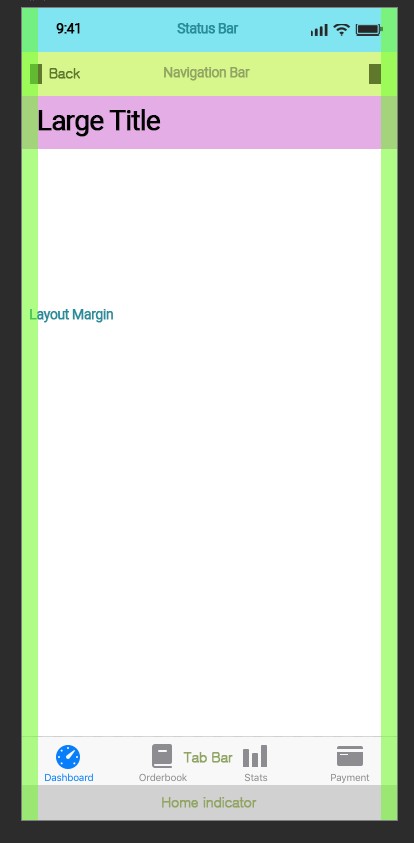 9:41 Status Bar
Back Navigation Bar
Large Title
Layout Margin
Tab Bar
Dashboard Orderbook Stats Payment
Home indicator